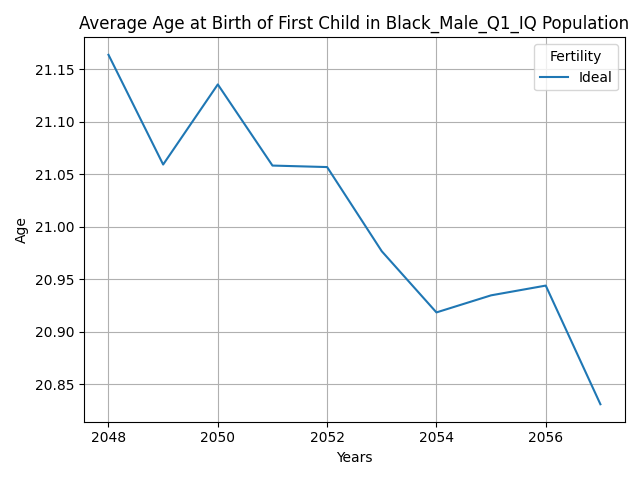 Average Age at Birth of First Child in Black_Male_Q1_IQ Population
Fertility
Ideal
21.15
21.10
21.05
21.00
20.95
20.90
20.85
Age
2048
2050
2052
2054
2056
Years